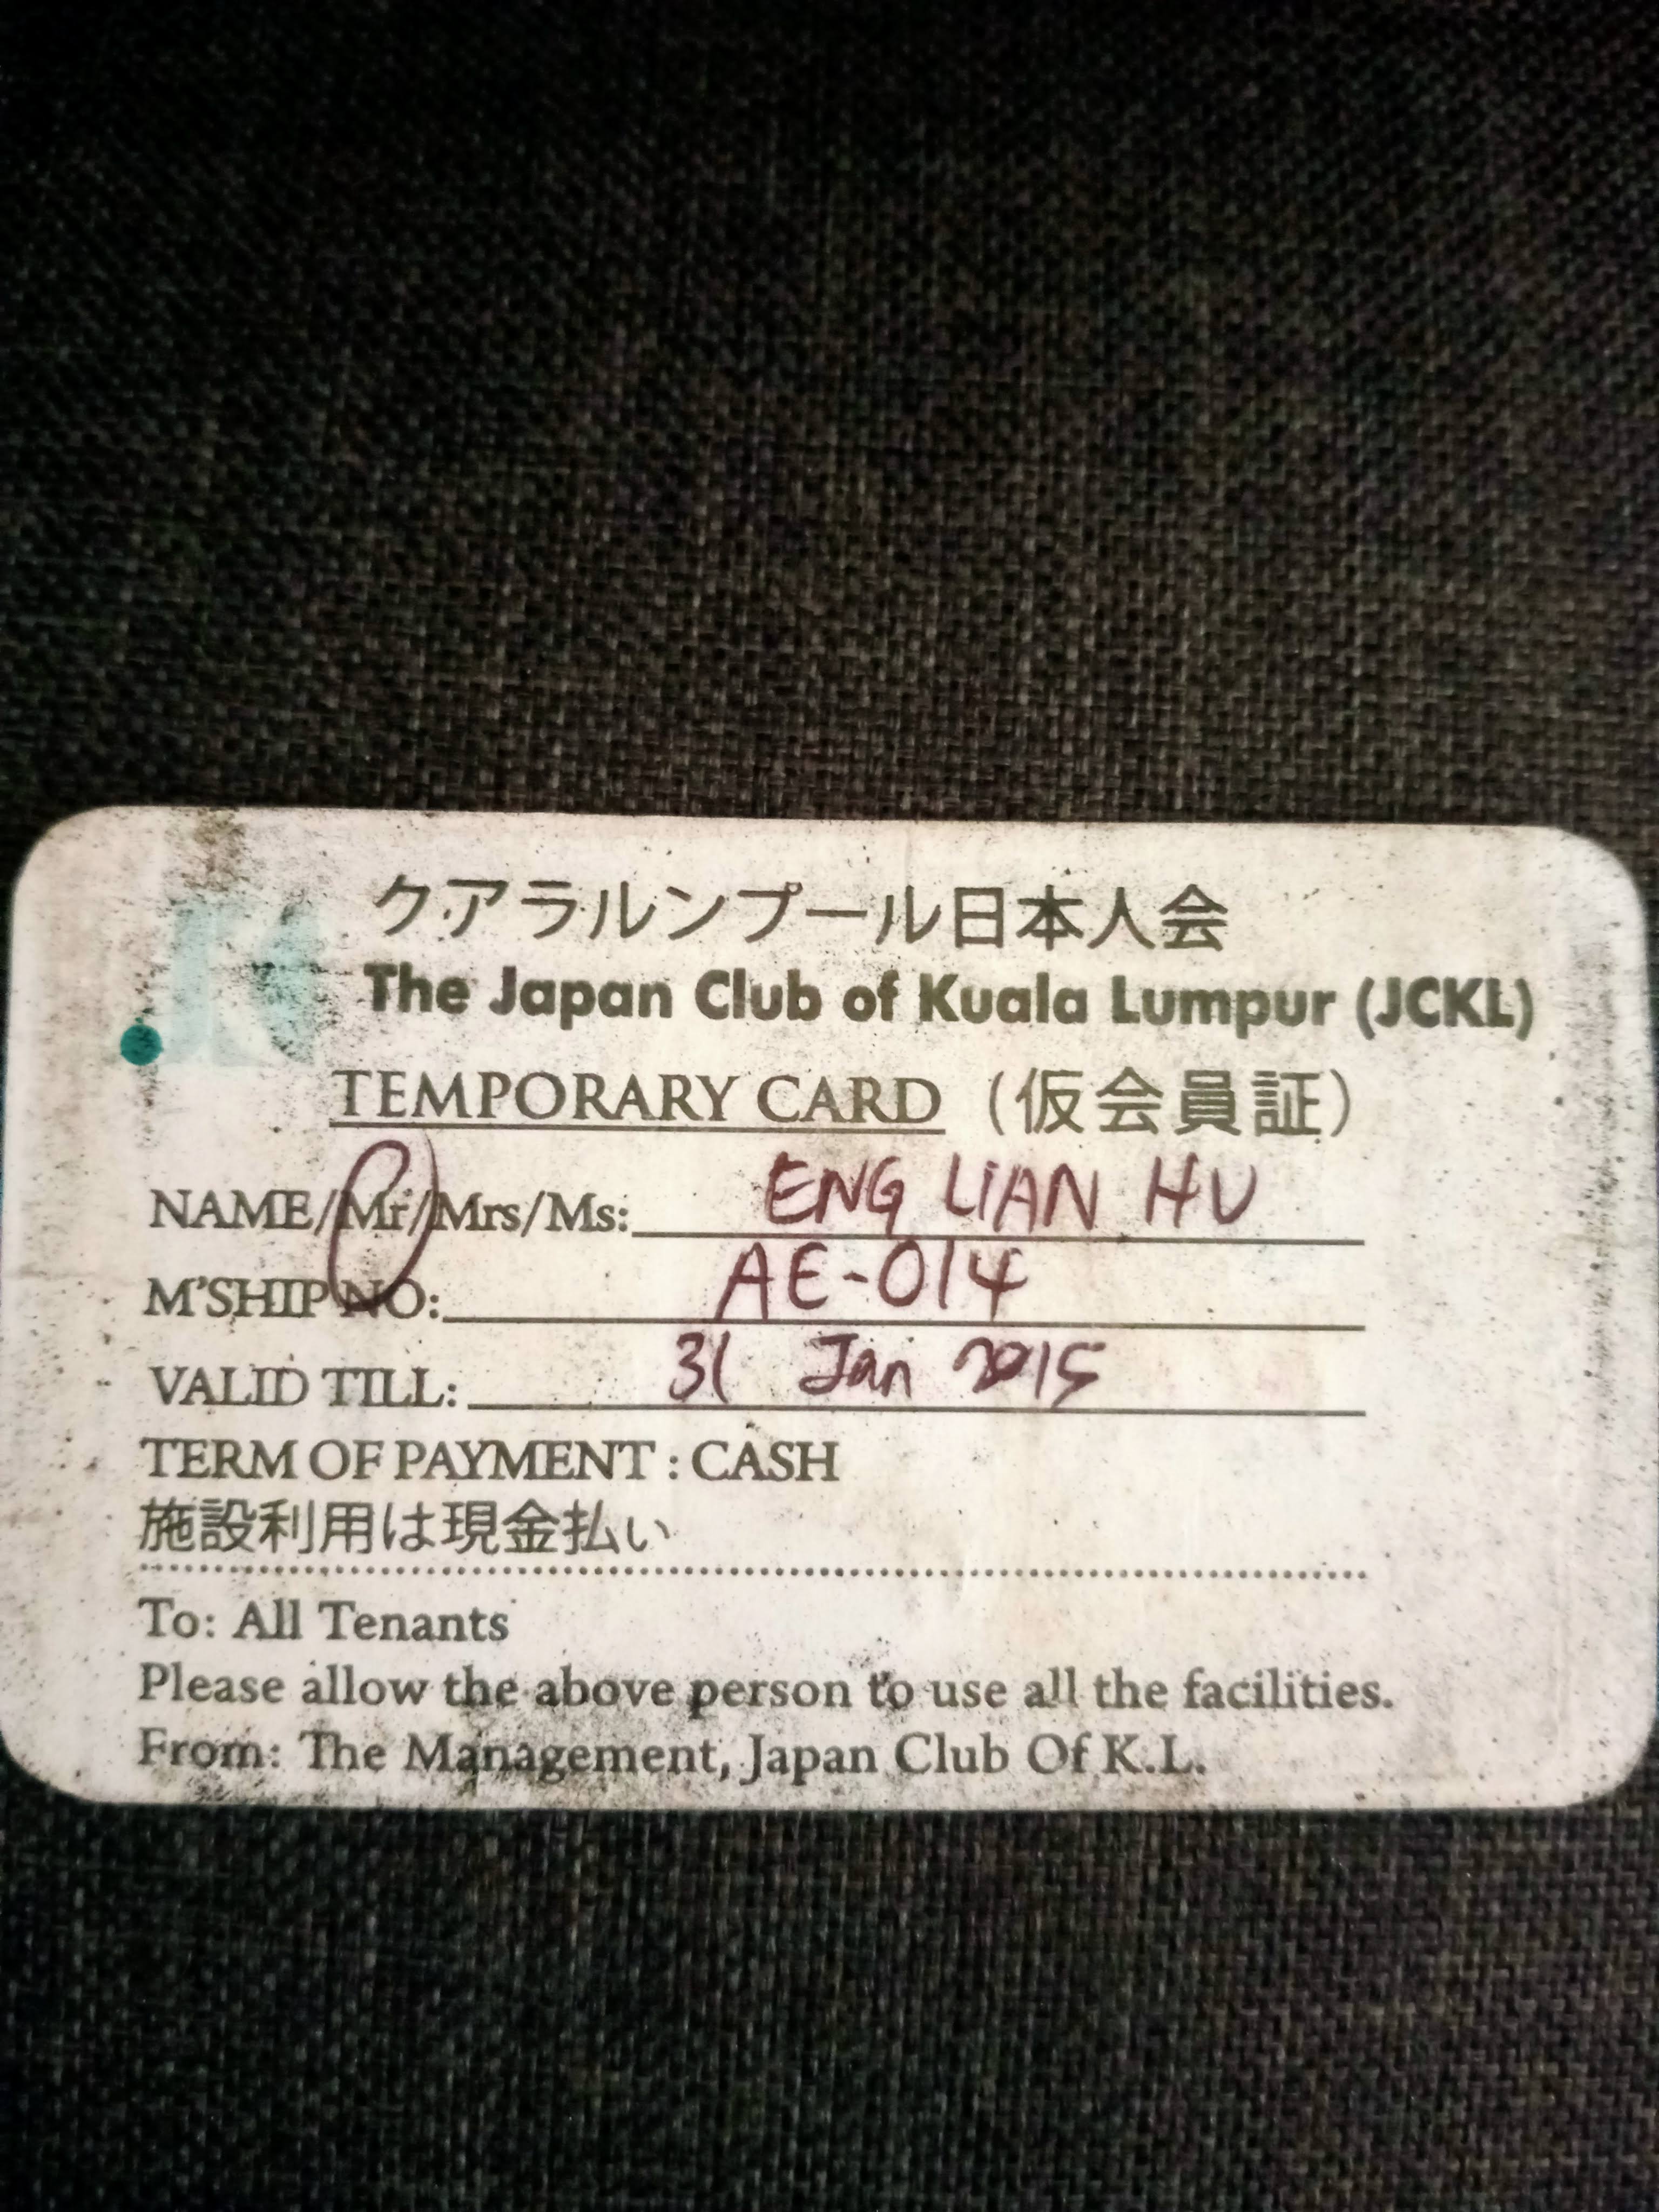 クアラルンプール日本人会
The Japan Club of Kuala Lumpur (JCKL)
TEMPORARY CARD (仮会員証)
NAME/Mr/Mrs/Ms: ENG LIAN HU
M'SHIP NO: AE-014
VALID TILL: 31 Jan 2015
TERM OF PAYMENT : CASH
施設利用は現金払い
To: All Tenants
Please allow the above person to use all the facilities.
From: The Management, Japan Club Of K.L.